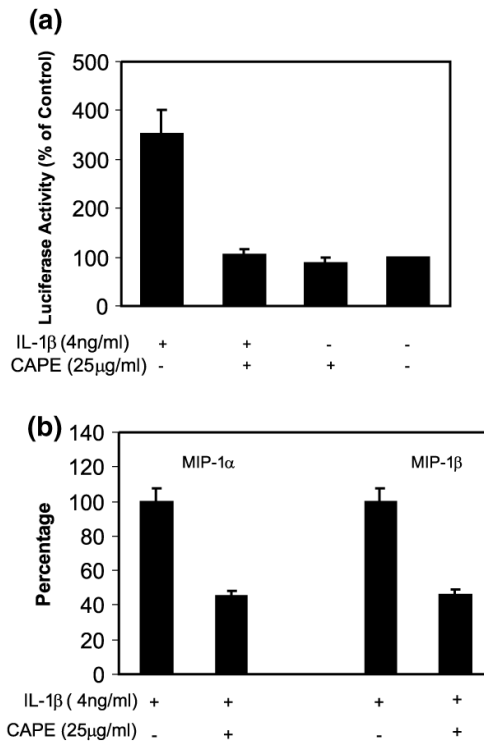 (a)
Luciferase Activity (% of Control)
500
400
300
200
100
0
IL-1β (4ng/ml) + + - -
CAPE (25μg/ml) - + + -
(b)
Percentage
140
120
100
80
60
40
20
0
MIP-1α MIP-1β
IL-1β ( 4ng/ml) + + + +
CAPE (25μg/ml) - + - +